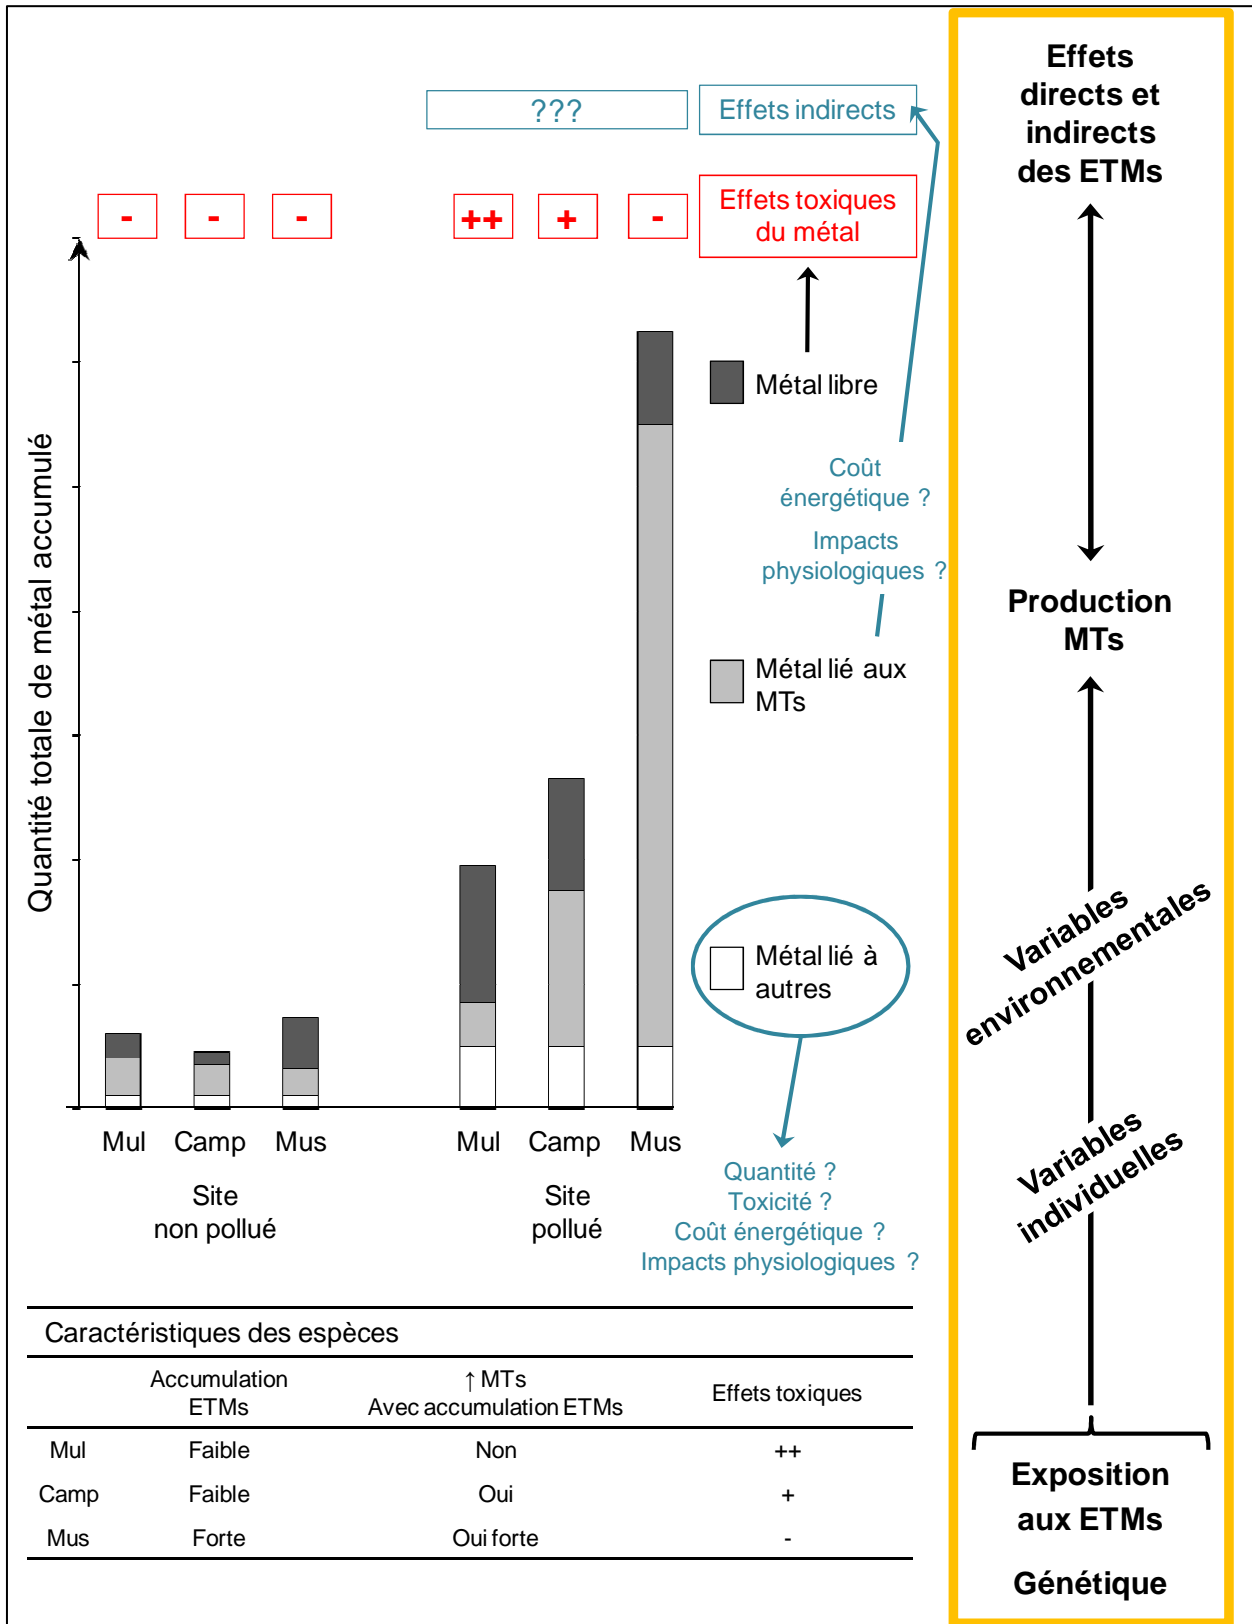 ???
Effets indirects
- - - ++ + -
Effets toxiques
du métal
Quantité totale de métal accumulé
Métal libre
Coût
énergétique ?
Impacts
physiologiques ?
Métal lié aux
MTs
Métal lié à
autres
Mul Camp Mus Mul Camp Mus
Site
non pollué
Site
pollué
Quantité ?
Toxicité ?
Coût énergétique ?
Impacts physiologiques ?
Caractéristiques des espèces
Accumulation
ETMs
↑ MTs
Avec accumulation ETMs
Effets toxiques
Mul Faible Non ++
Camp Faible Oui +
Mus Forte Oui forte -
Effets
directs et
indirects
des ETMs
Production
MTs
Variables
environnementales
Variables
individuelles
Exposition
aux ETMs
Génétique